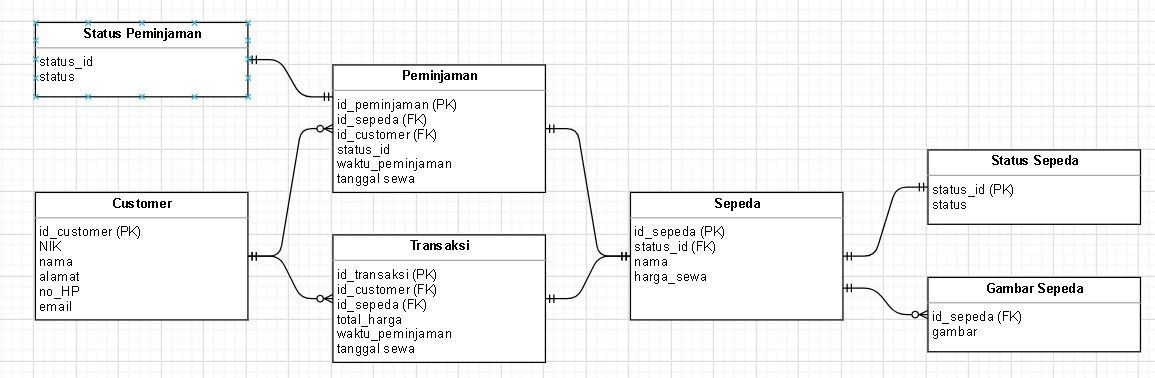 Status Peminjaman
status_id
status
Peminjaman
id_peminjaman (PK)
id_sepeda (FK)
id_customer (FK)
status_id
waktu_peminjaman
tanggal sewa
Customer
id_customer (PK)
NIK
nama
alamat
no_HP
email
Transaksi
id_transaksi (PK)
id_customer (FK)
id_sepeda (FK)
total_harga
waktu_peminjaman
tanggal sewa
Sepeda
id_sepeda (PK)
status_id (FK)
nama
harga_sewa
Status Sepeda
status_id (PK)
status
Gambar Sepeda
id_sepeda (FK)
gambar